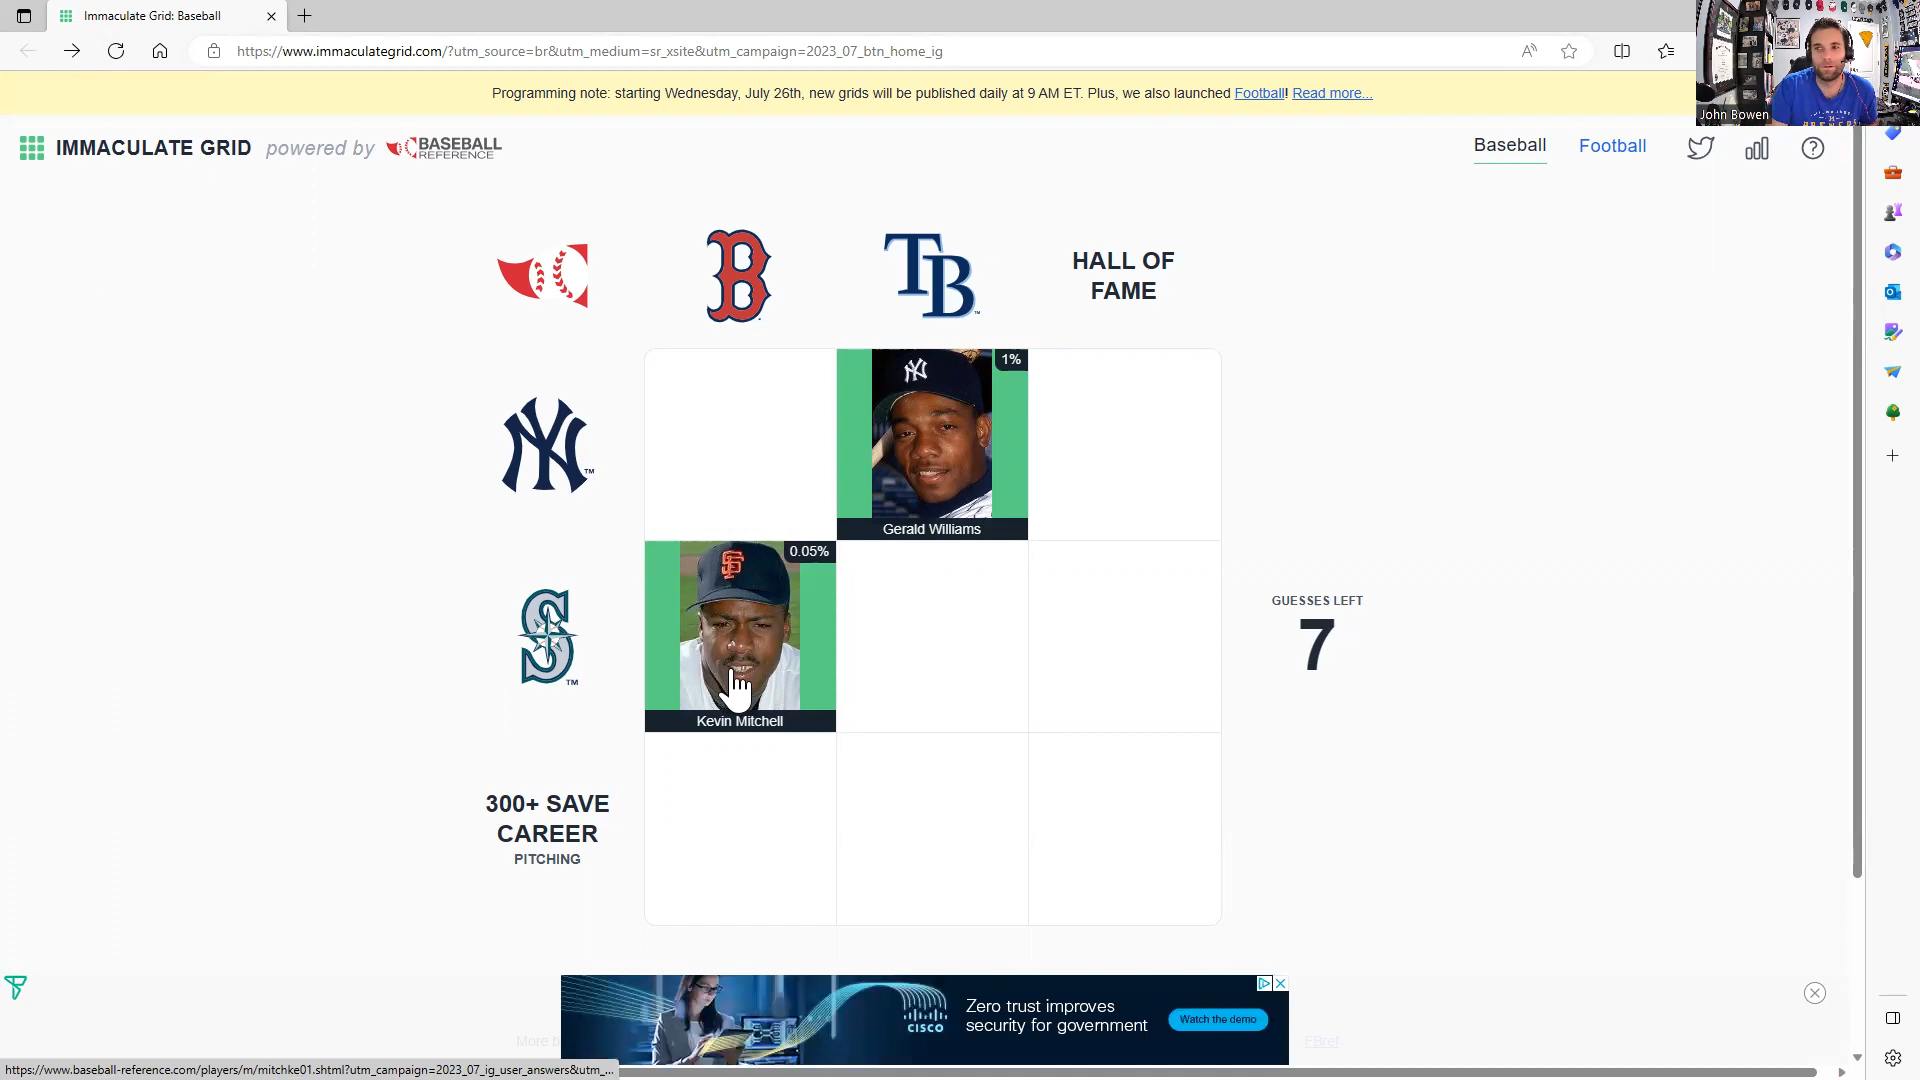 Immaculate Grid: Baseball
https://www.immaculategrid.com/?utm_source=br&utm_medium=sr_xsite&utm_campaign=2023_07_btn_home_ig
Programming note: starting Wednesday, July 26th, new grids will be published daily at 9 AM ET. Plus, we also launched Football! Read more...
John Bowen
IMMACULATE GRID powered by BASEBALL REFERENCE
Baseball
Football
B
TB
HALL OF
FAME
NY
1%
Gerald Williams
S
0.05%
Kevin Mitchell
GUESSES LEFT
7
300+ SAVE
CAREER
PITCHING
CISCO
Zero trust improves
security for government
Watch the demo
More b
FBref
https://www.baseball-reference.com/players/m/mitchke01.shtml?utm_campaign=2023_07_ig_user_answers&utm_...